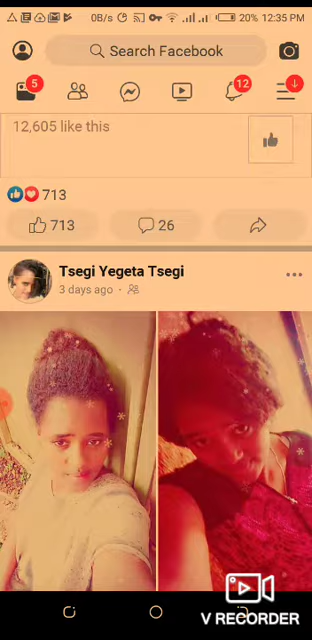 0B/s 20% 12:35 PM
Search Facebook
5
12
12,605 like this
713
713 26
Tsegi Yegeta Tsegi
3 days ago ·
V RECORDER